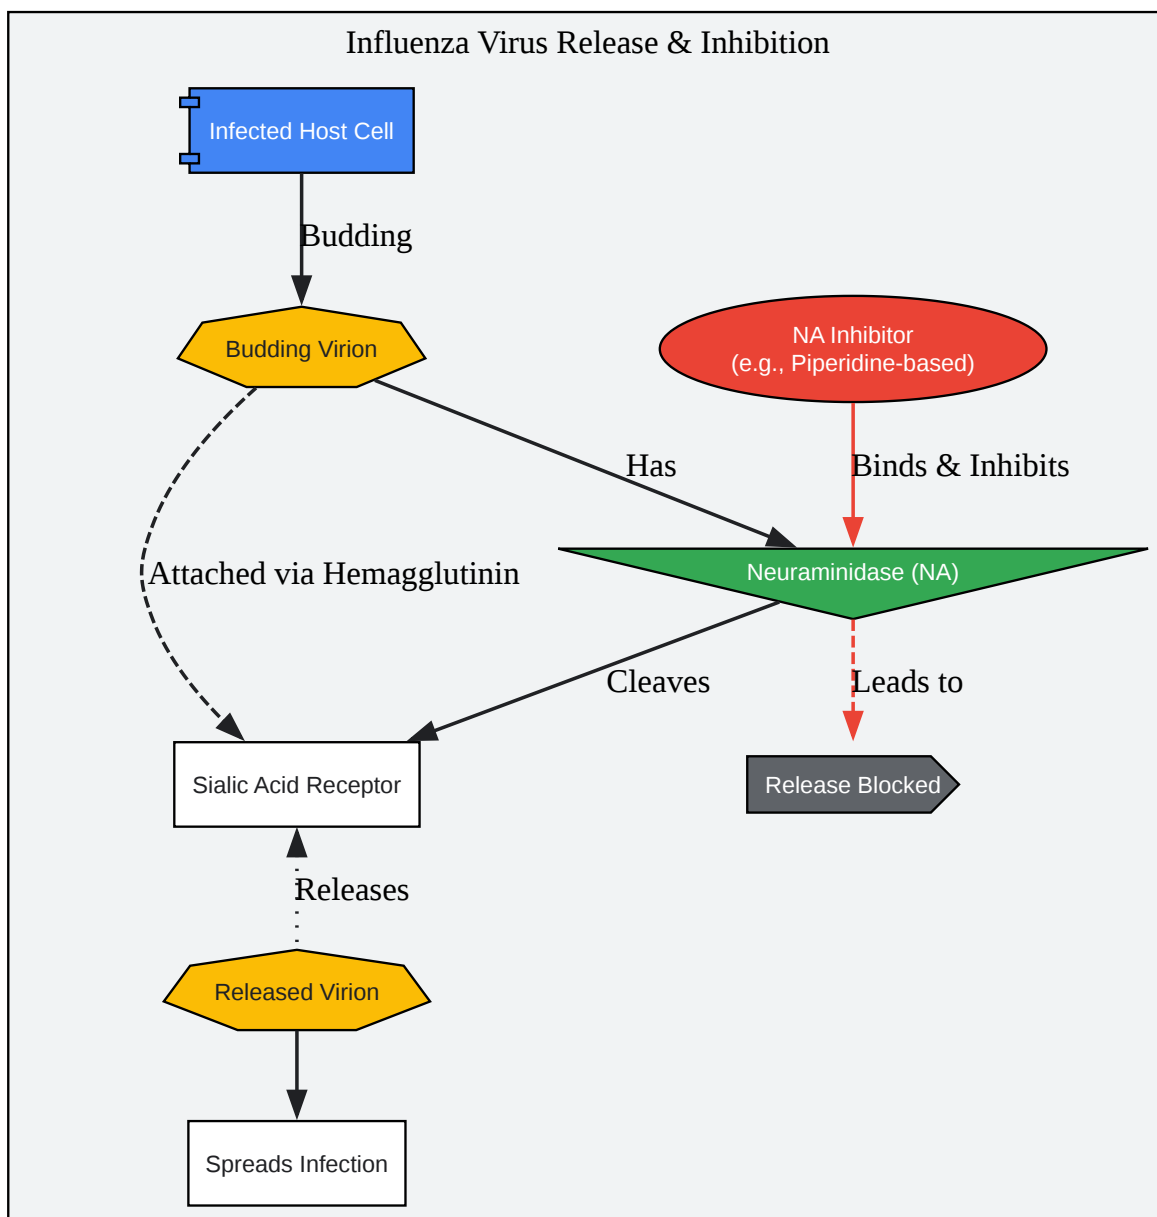 Influenza Virus Release & Inhibition
Infected Host Cell
Budding
Budding Virion
NA Inhibitor
(e.g., Piperidine-based)
Has
Binds & Inhibits
Attached via Hemagglutinin
Neuraminidase (NA)
Cleaves
Leads to
Sialic Acid Receptor
Release Blocked
Releases
Released Virion
Spreads Infection